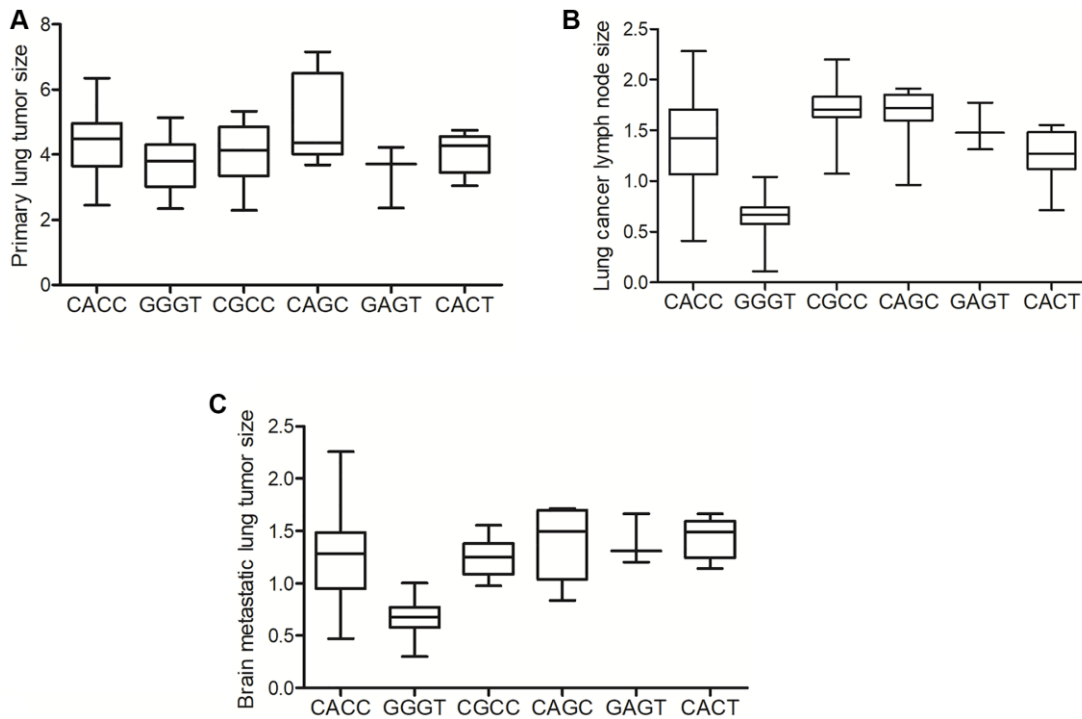 A
Primary lung tumor size
8
6
4
2
0
CACC GGGT CGCC CAGC GAGT CACT
B
Lung cancer lymph node size
2.5
2.0
1.5
1.0
0.5
0.0
CACC GGGT CGCC CAGC GAGT CACT
C
Brain metastatic lung tumor size
2.5
2.0
1.5
1.0
0.5
0.0
CACC GGGT CGCC CAGC GAGT CACT